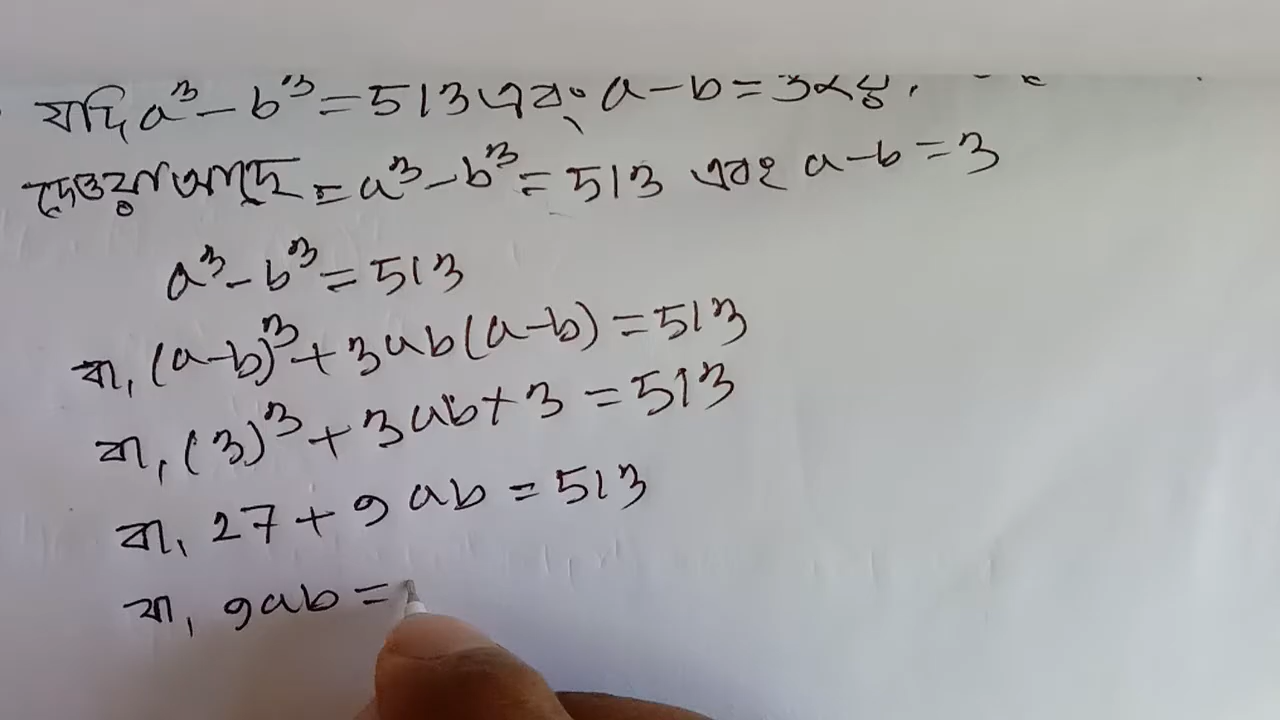 যদি a³ - b³ = 513 এবং a - b = 3 হয়,
দেওয়া আছে = a³ - b³ = 513 এবং a - b = 3
a³ - b³ = 513
বা, (a - b)³ + 3ab(a - b) = 513
বা, (3)³ + 3ab + 3 = 513
বা, 27 + 9ab = 513
বা, 9ab =